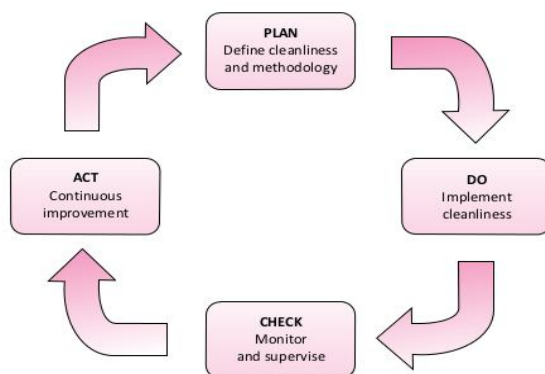 PLAN
Define cleanliness
and methodology
DO
Implement
cleanliness
CHECK
Monitor
and supervise
ACT
Continuous
improvement